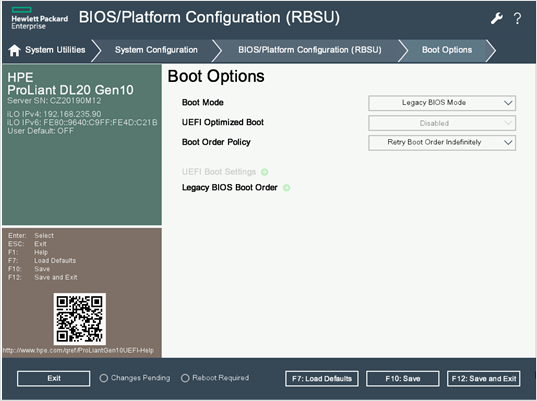 Hewlett Packard
Enterprise
BIOS/Platform Configuration (RBSU)
?
System Utilities
System Configuration
BIOS/Platform Configuration (RBSU)
Boot Options
HPE
ProLiant DL20 Gen10
Server SN: CZ20190M12
iLO IPv4: 192.168.235.90
iLO IPv6: FE80::9640:C9FF:FE4D:C21B
User Default: OFF
Enter: Select
ESC: Exit
F1: Help
F7: Load Defaults
F10: Save
F12: Save and Exit
http://www.hpe.com/qref/ProLiantGen10UEFI-Help
Boot Options
Boot Mode Legacy BIOS Mode
UEFI Optimized Boot Disabled
Boot Order Policy Retry Boot Order Indefinitely
UEFI Boot Settings
Legacy BIOS Boot Order
Exit
Changes Pending
Reboot Required
F7: Load Defaults
F10: Save
F12: Save and Exit